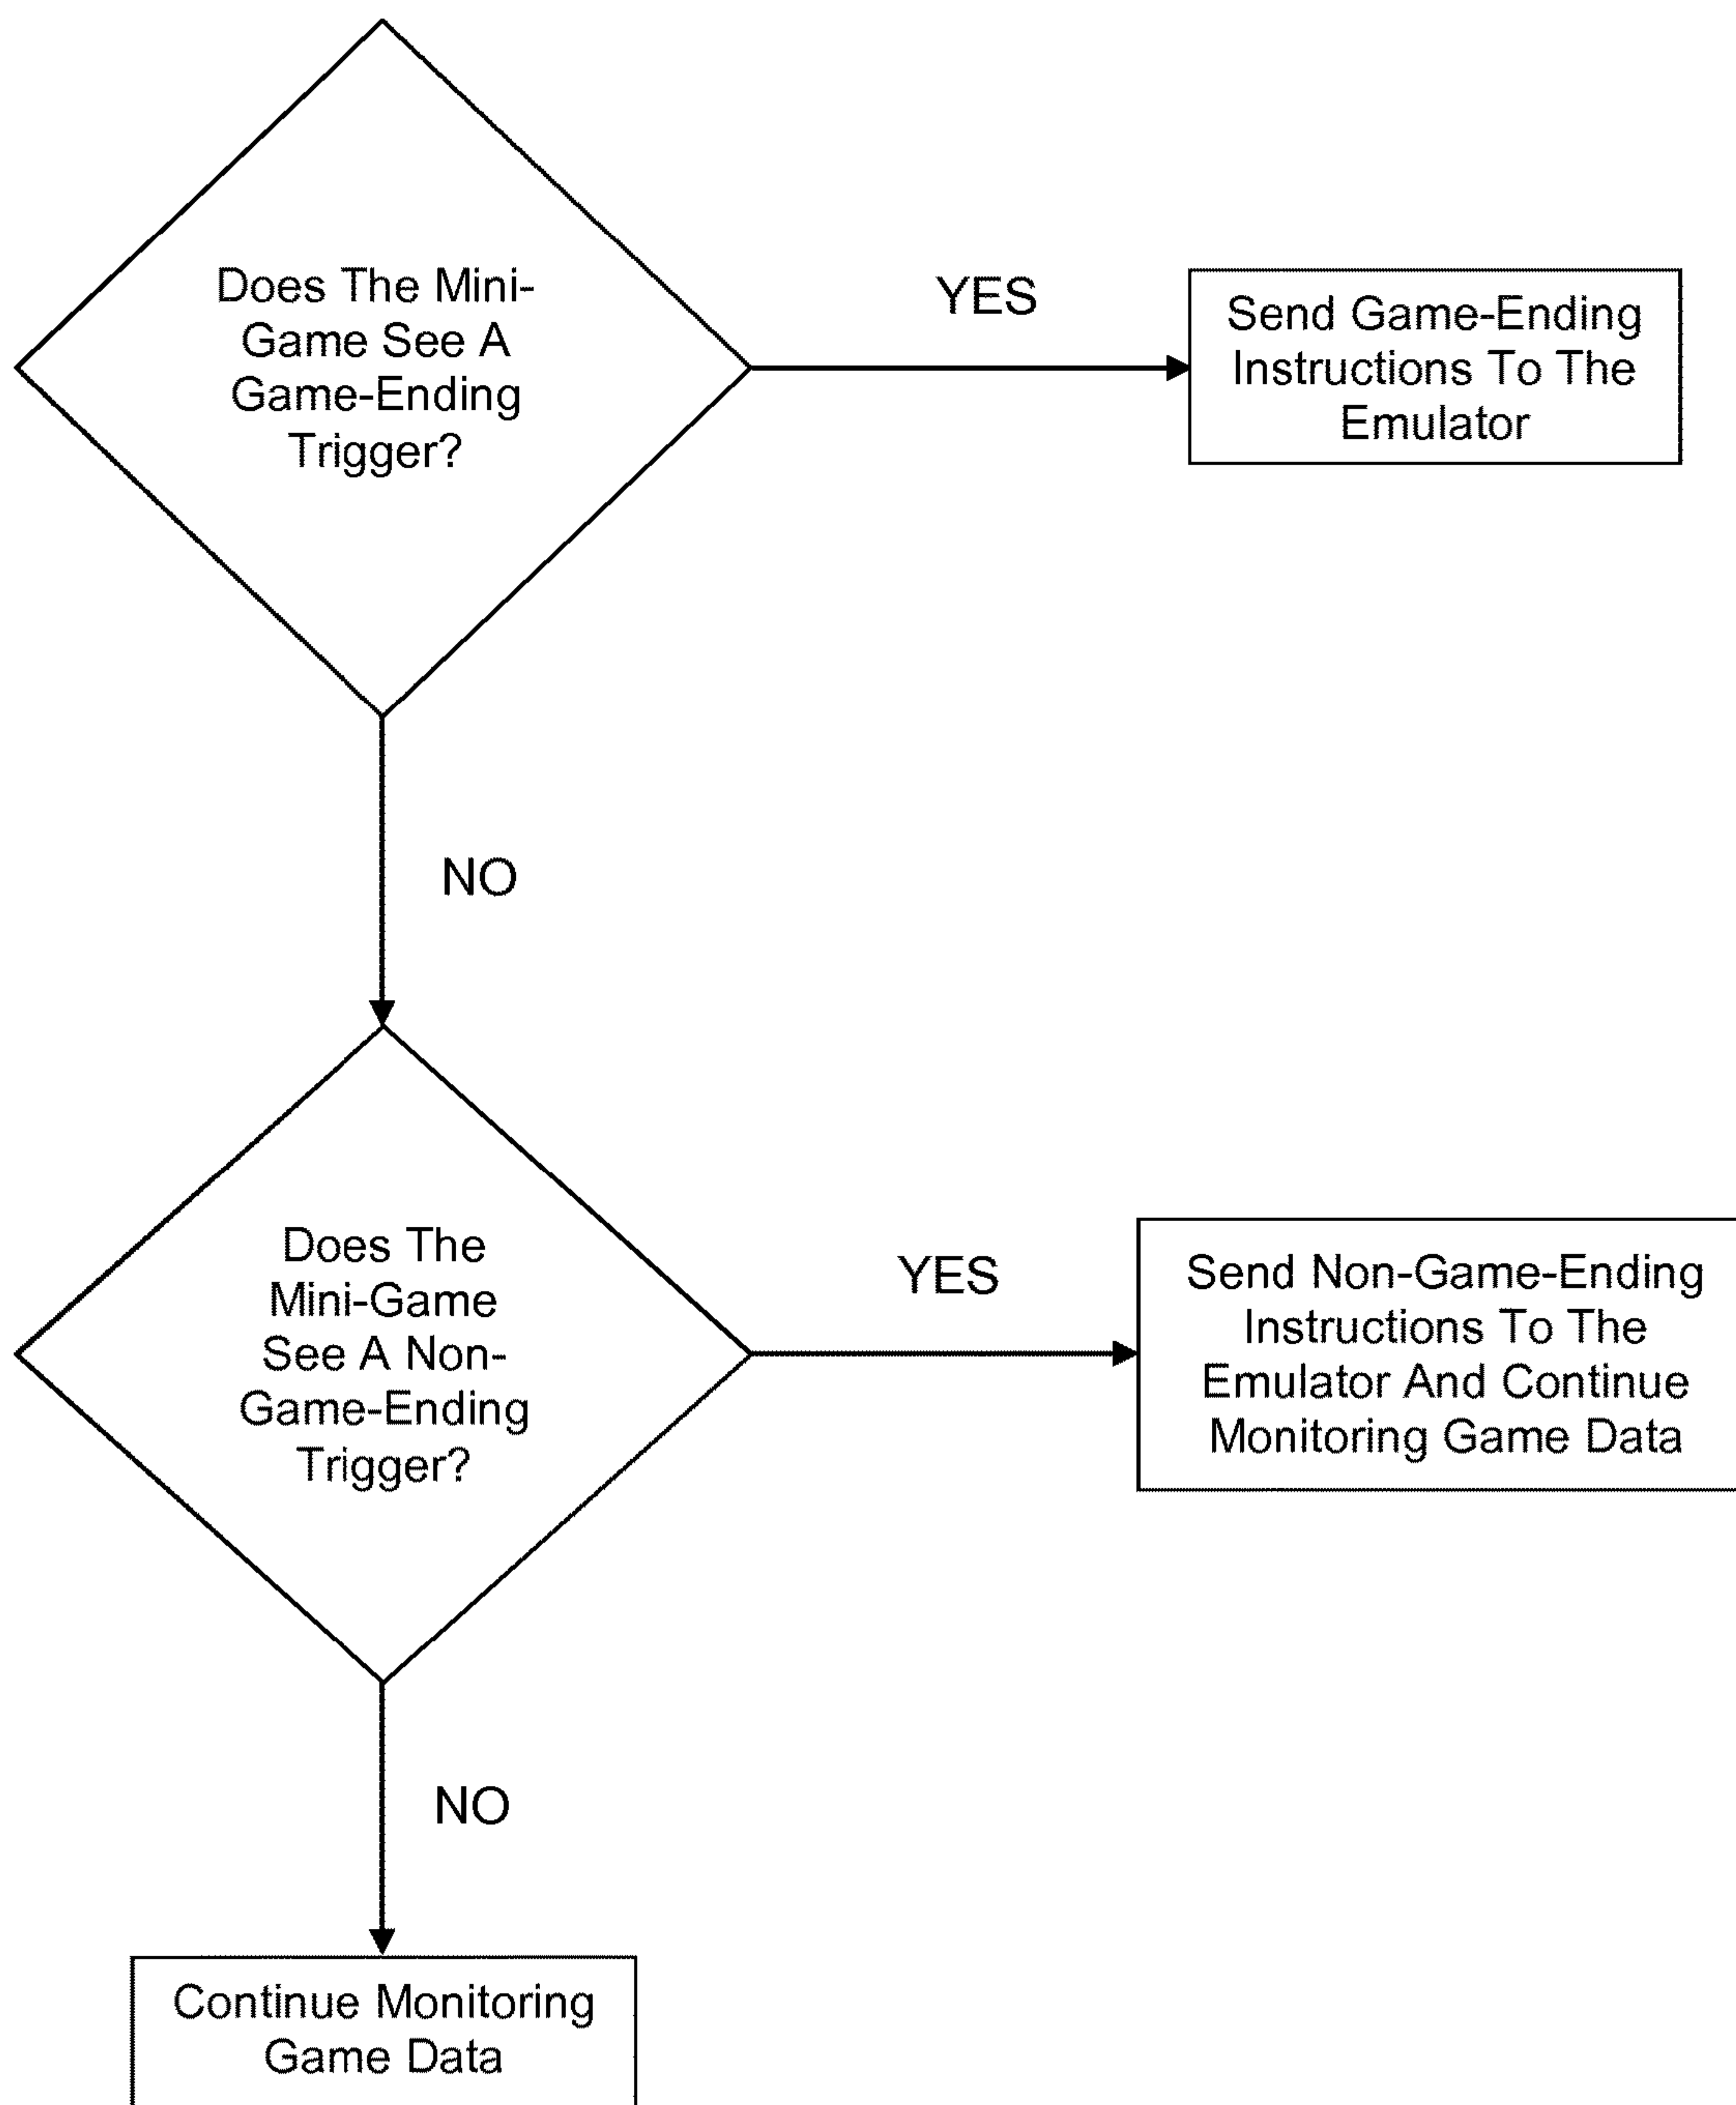 Does The Mini-
Game See A
Game-Ending
Trigger?
YES
Send Game-Ending
Instructions To The
Emulator
NO
Does The
Mini-Game
See A Non-
Game-Ending
Trigger?
YES
Send Non-Game-Ending
Instructions To The
Emulator And Continue
Monitoring Game Data
NO
Continue Monitoring
Game Data